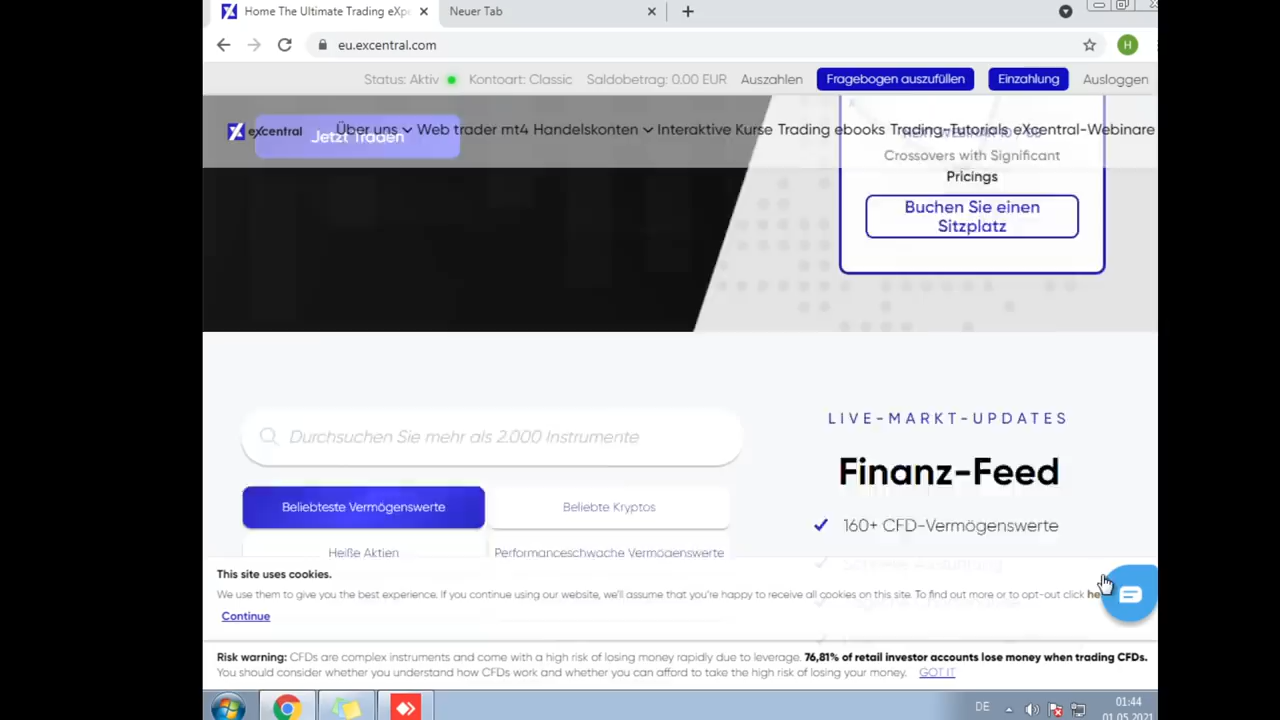 Home The Ultimate Trading eXpe
Neuer Tab
eu.excentral.com
H
Status: Aktiv
Kontoart: Classic
Saldobetrag: 0.00 EUR
Auszahlen
Fragebogen auszufüllen
Einzahlung
Ausloggen
excentral
Über uns
Web trader mt4
Handelskonten
Interaktive Kurse
Trading ebooks
Trading-Tutorials
eXcentral-Webinare
Jetzt Traden
Crossovers with Significant
Pricings
Buchen Sie einen
Sitzplatz
LIVE-MARKT-UPDATES
Durchsuchen Sie mehr als 2.000 Instrumente
Finanz-Feed
Beliebteste Vermögenswerte
Beliebte Kryptos
160+ CFD-Vermögenswerte
Heiße Aktien
Performanceschwache Vermögenswerte
This site uses cookies.
We use them to give you the best experience. If you continue using our website, we'll assume that you're happy to receive all cookies on this site. To find out more or to opt-out click
Continue
Risk warning: CFDs are complex instruments and come with a high risk of losing money rapidly due to leverage. 76,81% of retail investor accounts lose money when trading CFDs.
You should consider whether you understand how CFDs work and whether you can afford to take the high risk of losing your money. GOT IT
DE
01:44
01.05.2021